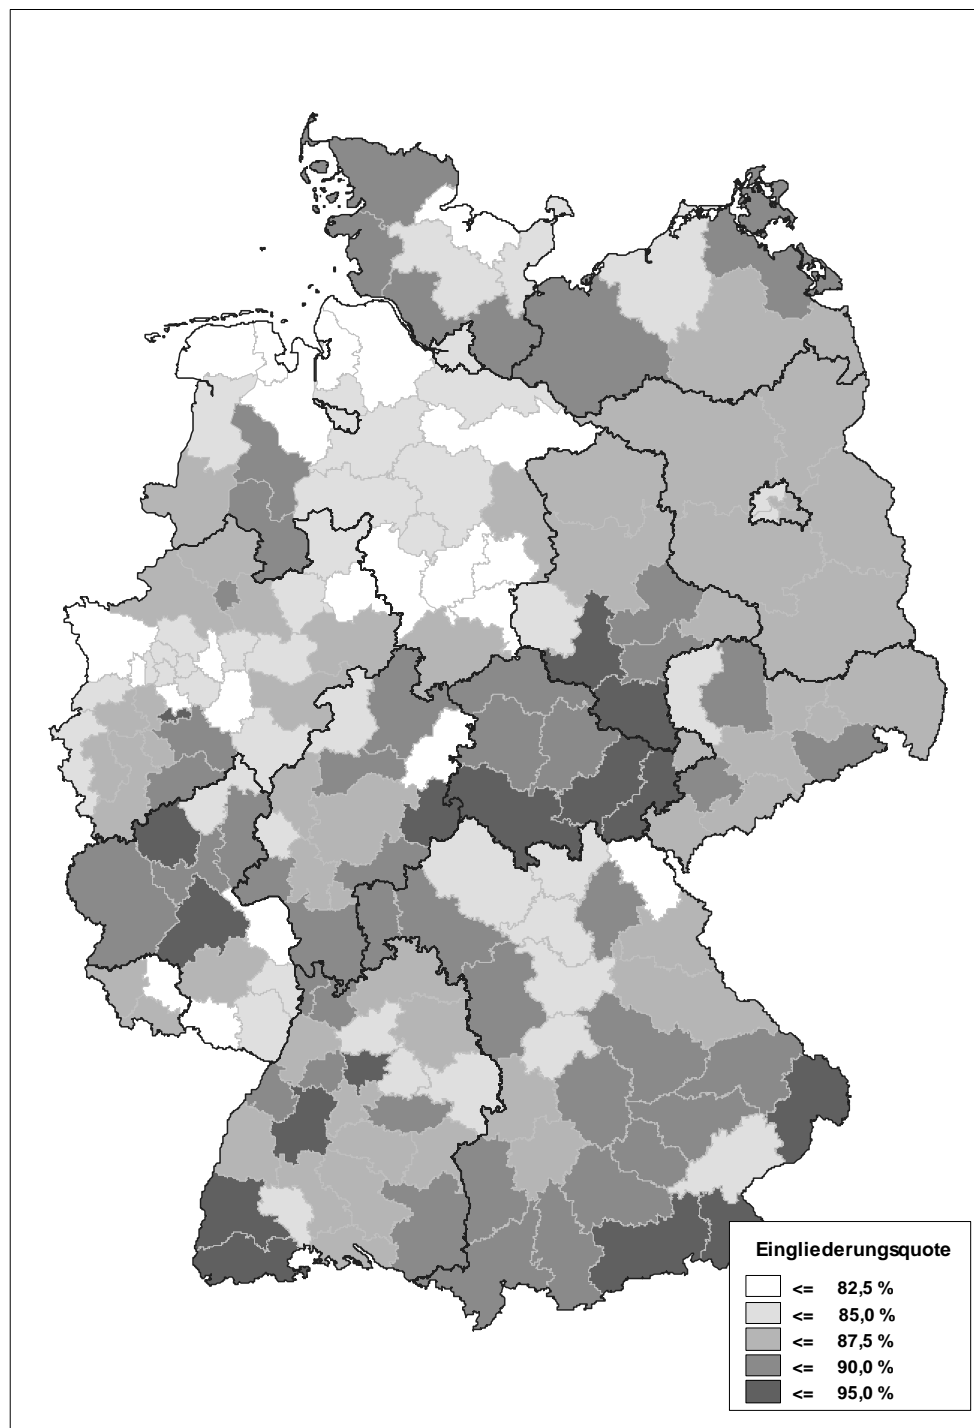 Eingliederungsquote
<= 82,5 %
<= 85,0 %
<= 87,5 %
<= 90,0 %
<= 95,0 %